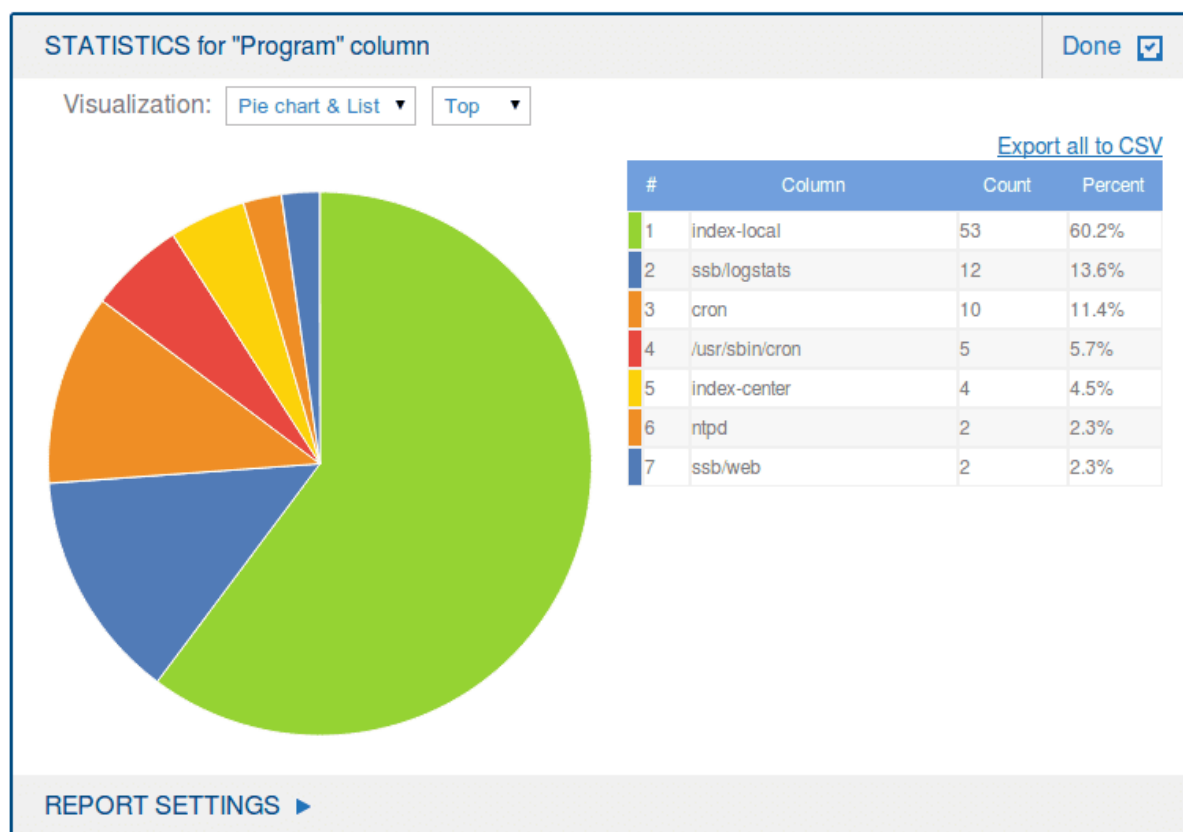 STATISTICS for "Program" column
Done
Visualization: Pie chart & List Top
Export all to CSV
# Column Count Percent
1 index-local 53 60.2%
2 ssb/logstats 12 13.6%
3 cron 10 11.4%
4 /usr/sbin/cron 5 5.7%
5 index-center 4 4.5%
6 ntpd 2 2.3%
7 ssb/web 2 2.3%
REPORT SETTINGS